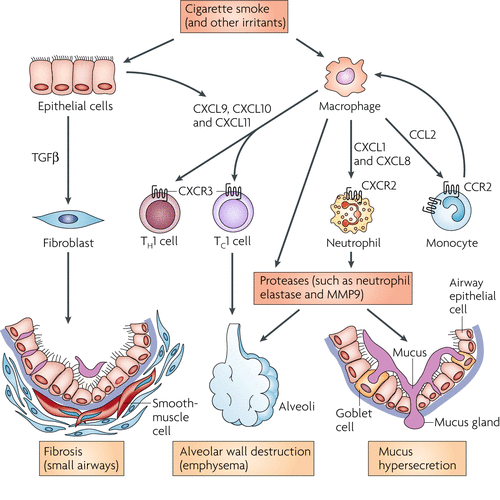 Cigarette smoke
(and other irritants)
Epithelial cells
CXCL9, CXCL10
and CXCL11
Macrophage
CCL2
TGFβ
CXCL1
and CXCL8
CXCR3
CXCR2
CCR2
Fibroblast
TH1 cell
TC1 cell
Neutrophil
Monocyte
Proteases (such as neutrophil
elastase and MMP9)
Airway
epithelial
cell
Mucus
Smooth-
muscle
cell
Alveoli
Goblet
cell
Mucus gland
Fibrosis
(small airways)
Alveolar wall destruction
(emphysema)
Mucus
hypersecretion